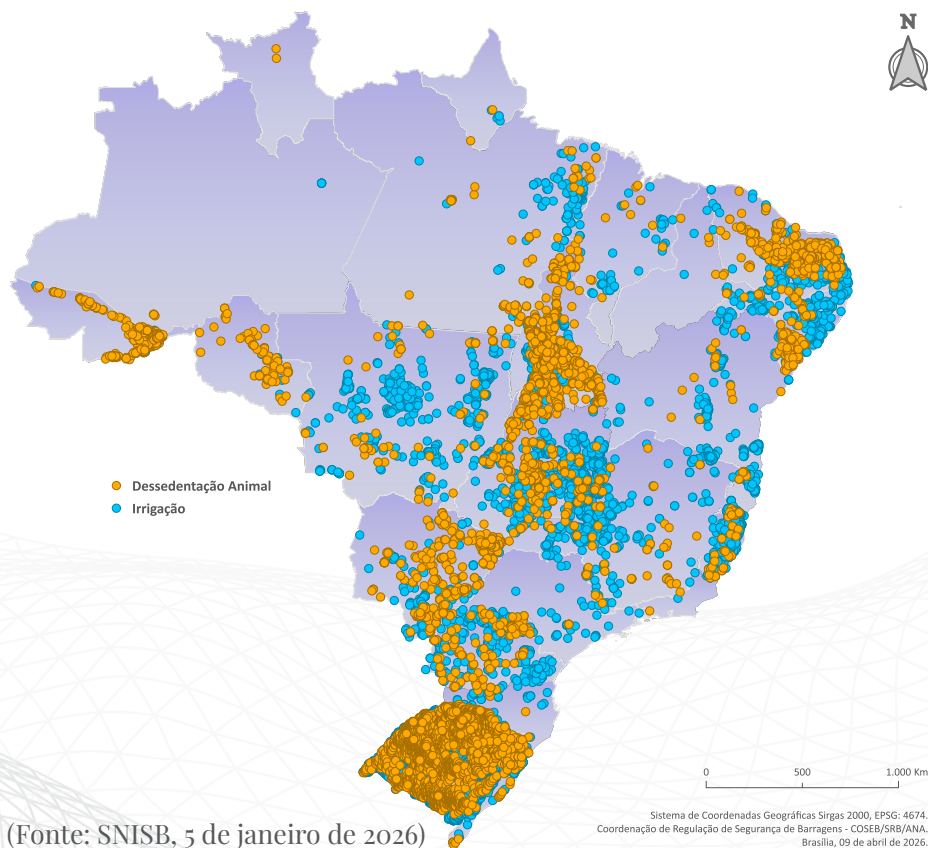 N
Dessedentação Animal
Irrigação
0 500 1.000 Km
Sistema de Coordenadas Geográficas Sirgas 2000, EPSG: 4674.
Coordenação de Regulação de Segurança de Barragens - COSEB/SRB/ANA.
Brasília, 09 de abril de 2026.
(Fonte: SNISB, 5 de janeiro de 2026)